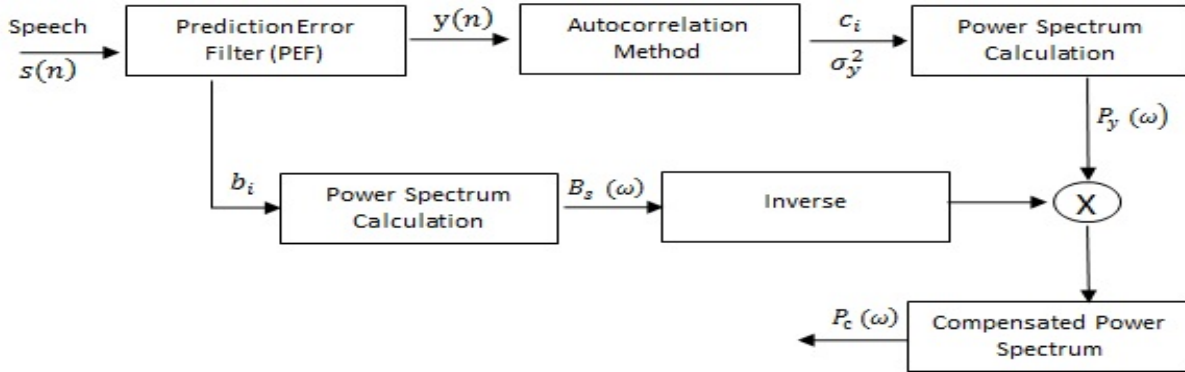 Speech
s(n)
Prediction Error
Filter (PEF)
y(n)
Autocorrelation
Method
c_i
σ_y^2
Power Spectrum
Calculation
P_y (ω)
b_i
Power Spectrum
Calculation
B_s (ω)
Inverse
X
P_c (ω)
Compensated Power
Spectrum